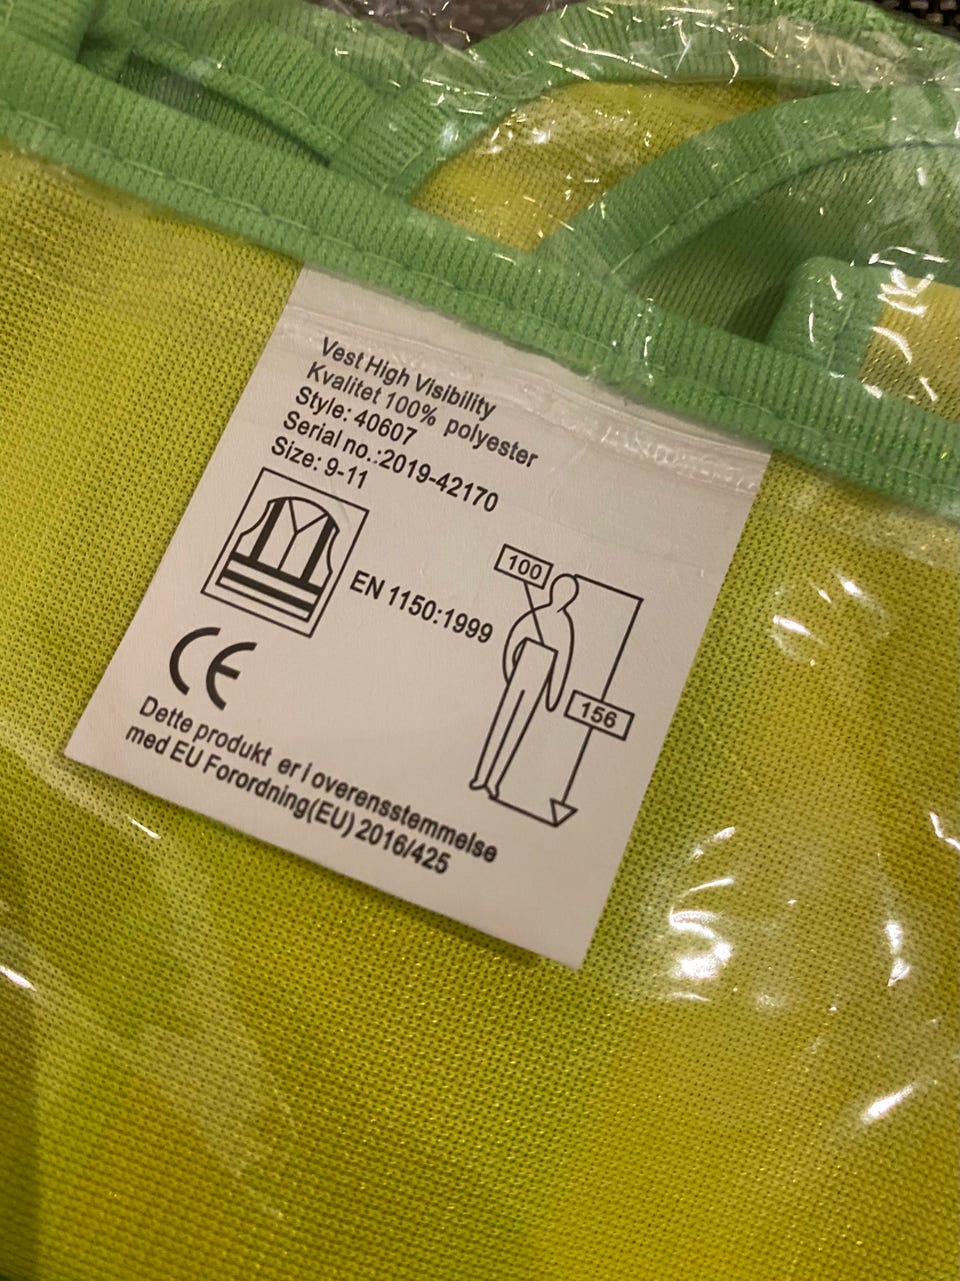 Vest High Visibility
Kvalitet 100% polyester
Style: 40607
Serial no.:2019-42170
Size: 9-11
100
EN 1150:1999
156
CE
Dette produkt er i overensstemmelse
med EU Forordning(EU) 2016/425